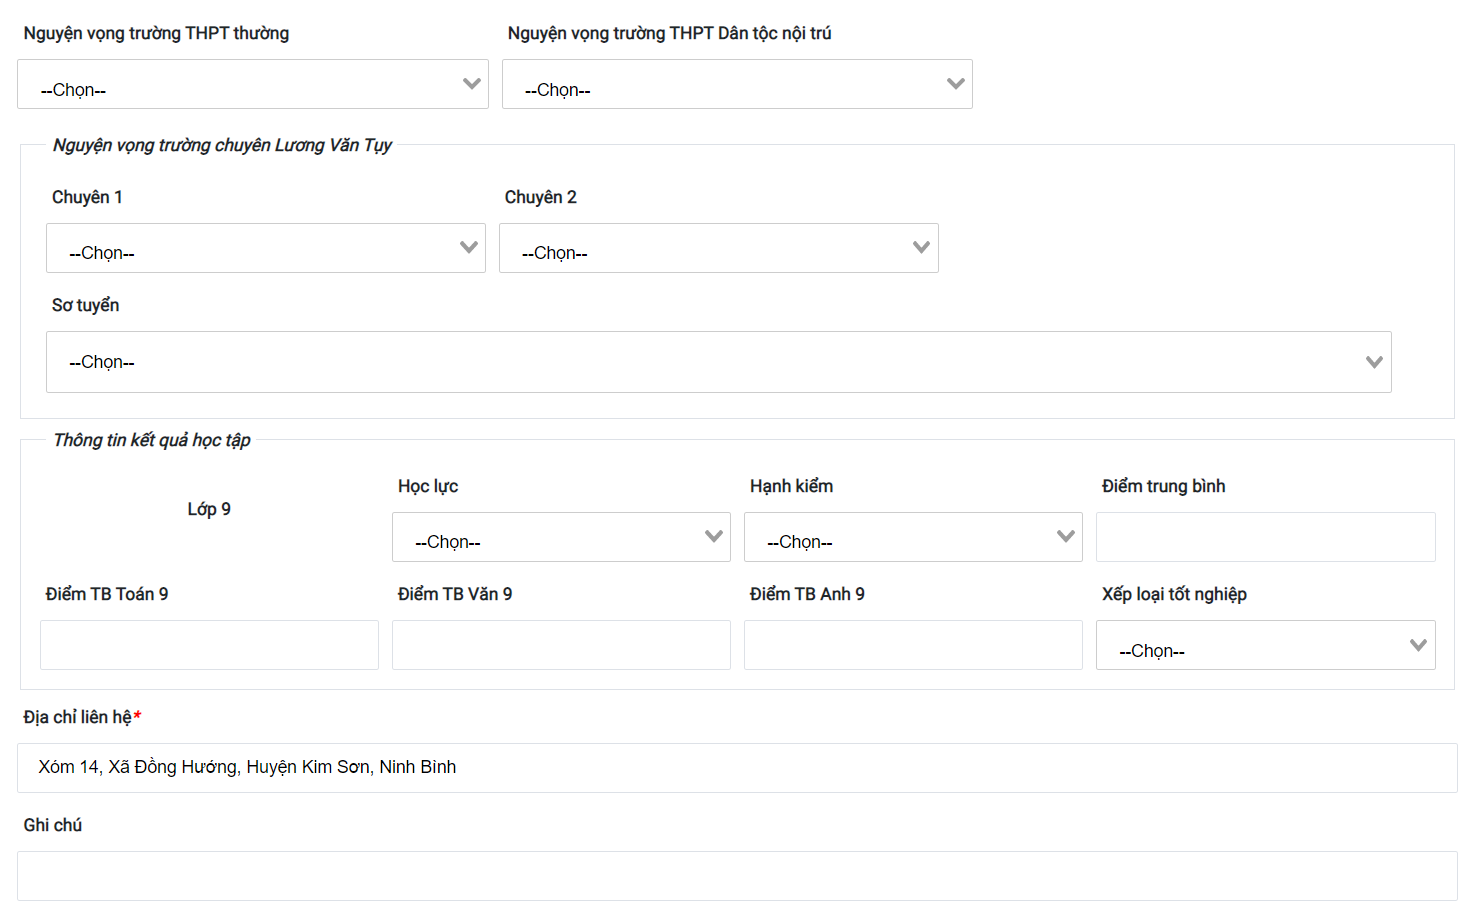 Nguyện vọng trường THPT thường
Nguyện vọng trường THPT Dân tộc nội trú
--Chọn--
--Chọn--
Nguyện vọng trường chuyên Lương Văn Tụy
Chuyên 1
Chuyên 2
--Chọn--
--Chọn--
Sơ tuyển
--Chọn--
Thông tin kết quả học tập
Lớp 9
Học lực
Hạnh kiểm
Điểm trung bình
--Chọn--
--Chọn--
Điểm TB Toán 9
Điểm TB Văn 9
Điểm TB Anh 9
Xếp loại tốt nghiệp
--Chọn--
Địa chỉ liên hệ*
Xóm 14, Xã Đồng Hướng, Huyện Kim Sơn, Ninh Bình
Ghi chú